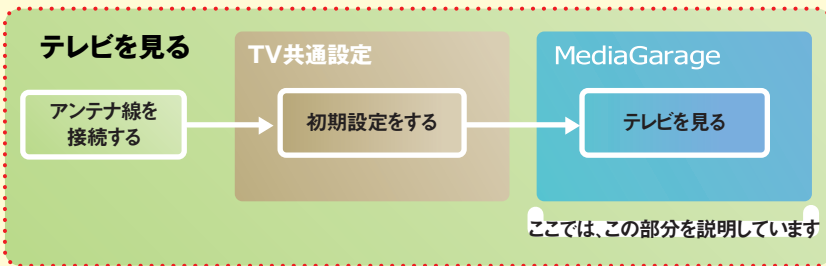 テレビを見る
TV共通設定
MediaGarage
アンテナ線を
接続する
初期設定をする
テレビを見る
ここでは、この部分を説明しています